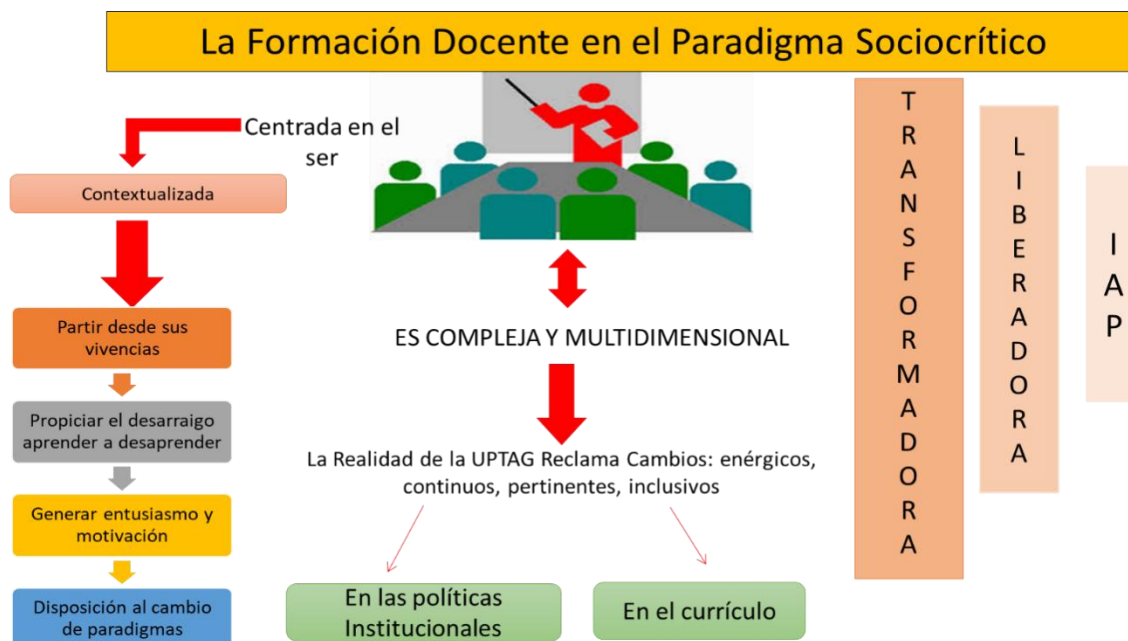 La Formación Docente en el Paradigma Sociocrítico
Centrada en el
ser
Contextualizada
Partir desde sus
vivencias
Propiciar el desarraigo
aprender a desaprender
Generar entusiasmo y
motivación
Disposición al cambio
de paradigmas
ES COMPLEJA Y MULTIDIMENSIONAL
La Realidad de la UPTAG Reclama Cambios: enérgicos,
continuos, pertinentes, inclusivos
En las políticas
Institucionales
En el currículo
TRANSFORMADORA
LIBERADORA
IAP